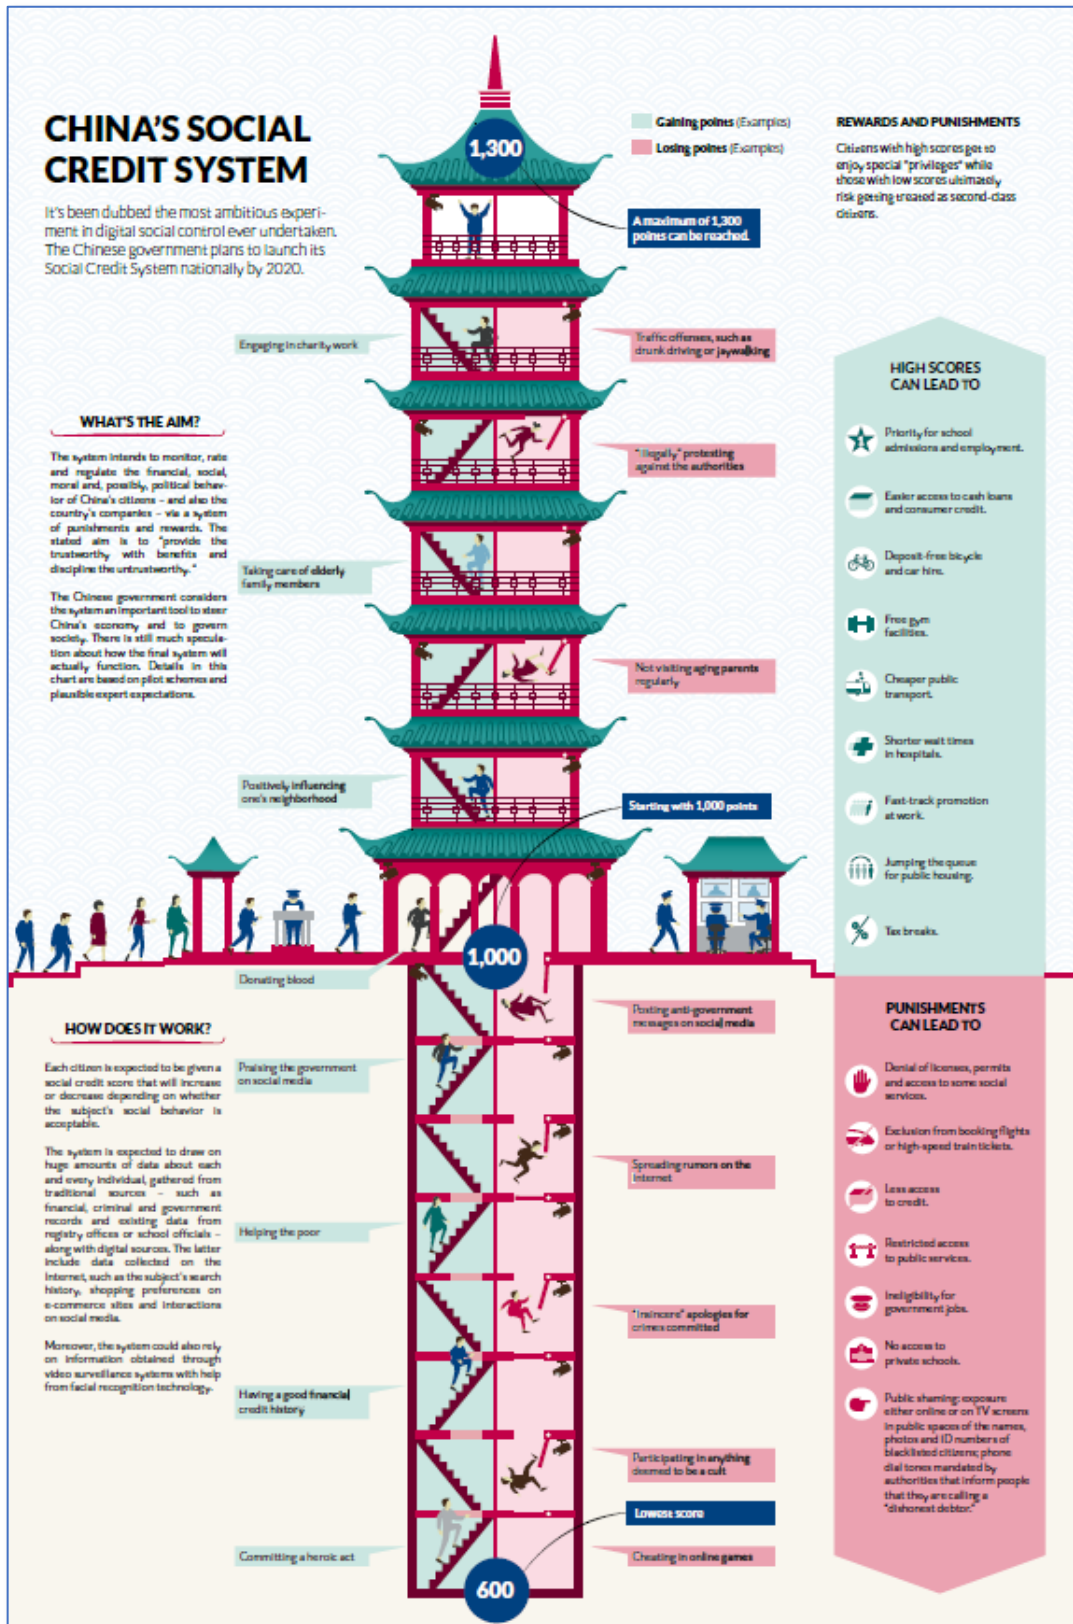 CHINA'S SOCIAL
CREDIT SYSTEM
It's been dubbed the most ambitious experi-
ment in digital social control ever undertaken.
The Chinese government plans to launch its
Social Credit System nationally by 2020.
1,300
Gaining points (Examples)
Losing points (Examples)
A maximum of 1,300
points can be reached.
REWARDS AND PUNISHMENTS
Citizens with high scores get to
enjoy special "privileges" while
those with low scores ultimately
risk getting treated as second-class
citizens.
Engaging in charity work
Traffic offenses, such as
drunk driving or jaywalking
"Illegally" protesting
against the authorities
Taking care of elderly
family members
Not visiting aging parents
regularly
Positively influencing
one's neighborhood
Starting with 1,000 points
WHAT'S THE AIM?
The system intends to monitor, rate
and regulate the financial, social,
moral and, possibly, political behav-
ior of China's citizens – and also the
country's companies – via a system
of punishments and rewards. The
stated aim is to "provide the
trustworthy with benefits and
discipline the untrustworthy."
The Chinese government considers
the system an important tool to steer
China's economy and to govern
society. There is still much specula-
tion about how the final system will
actually function. Details in this
chart are based on pilot schemes and
plausible expert expectations.
HIGH SCORES
CAN LEAD TO
Priority for school
admissions and employment.
Easier access to cash loans
and consumer credit.
Deposit-free bicycle
and car hire.
Free gym
facilities.
Cheaper public
transport.
Shorter wait times
in hospitals.
Fast-track promotion
at work.
Jumping the queue
for public housing.
Tax breaks.
1,000
Donating blood
Posting anti-government
messages on social media
Praising the government
on social media
Spreading rumors on the
internet
Helping the poor
"Insincere" apologies for
crimes committed
Having a good financial
credit history
Participating in anything
deemed to be a cult
Lowest score
Committing a heroic act
Cheating in online games
600
HOW DOES IT WORK?
Each citizen is expected to be given a
social credit score that will increase
or decrease depending on whether
the subject's social behavior is
acceptable.
The system is expected to draw on
huge amounts of data about each
and every individual, gathered from
traditional sources – such as
financial, criminal and government
records and existing data from
registry offices or school officials –
along with digital sources. The latter
include data collected on the
Internet, such as the subject's search
history, shopping preferences on
e-commerce sites and interactions
on social media.
Moreover, the system could also rely
on information obtained through
video surveillance systems with help
from facial recognition technology.
PUNISHMENTS
CAN LEAD TO
Denial of licenses, permits
and access to some social
services.
Exclusion from booking flights
or high-speed train tickets.
Less access
to credit.
Restricted access
to public services.
Ineligibility for
government jobs.
No access to
private schools.
Public shaming: exposure
either online or on TV screens
in public spaces of the names,
photos and ID numbers of
blacklisted citizens; phone
dial tones mandated by
authorities that inform people
that they are calling a
"dishonest debtor."